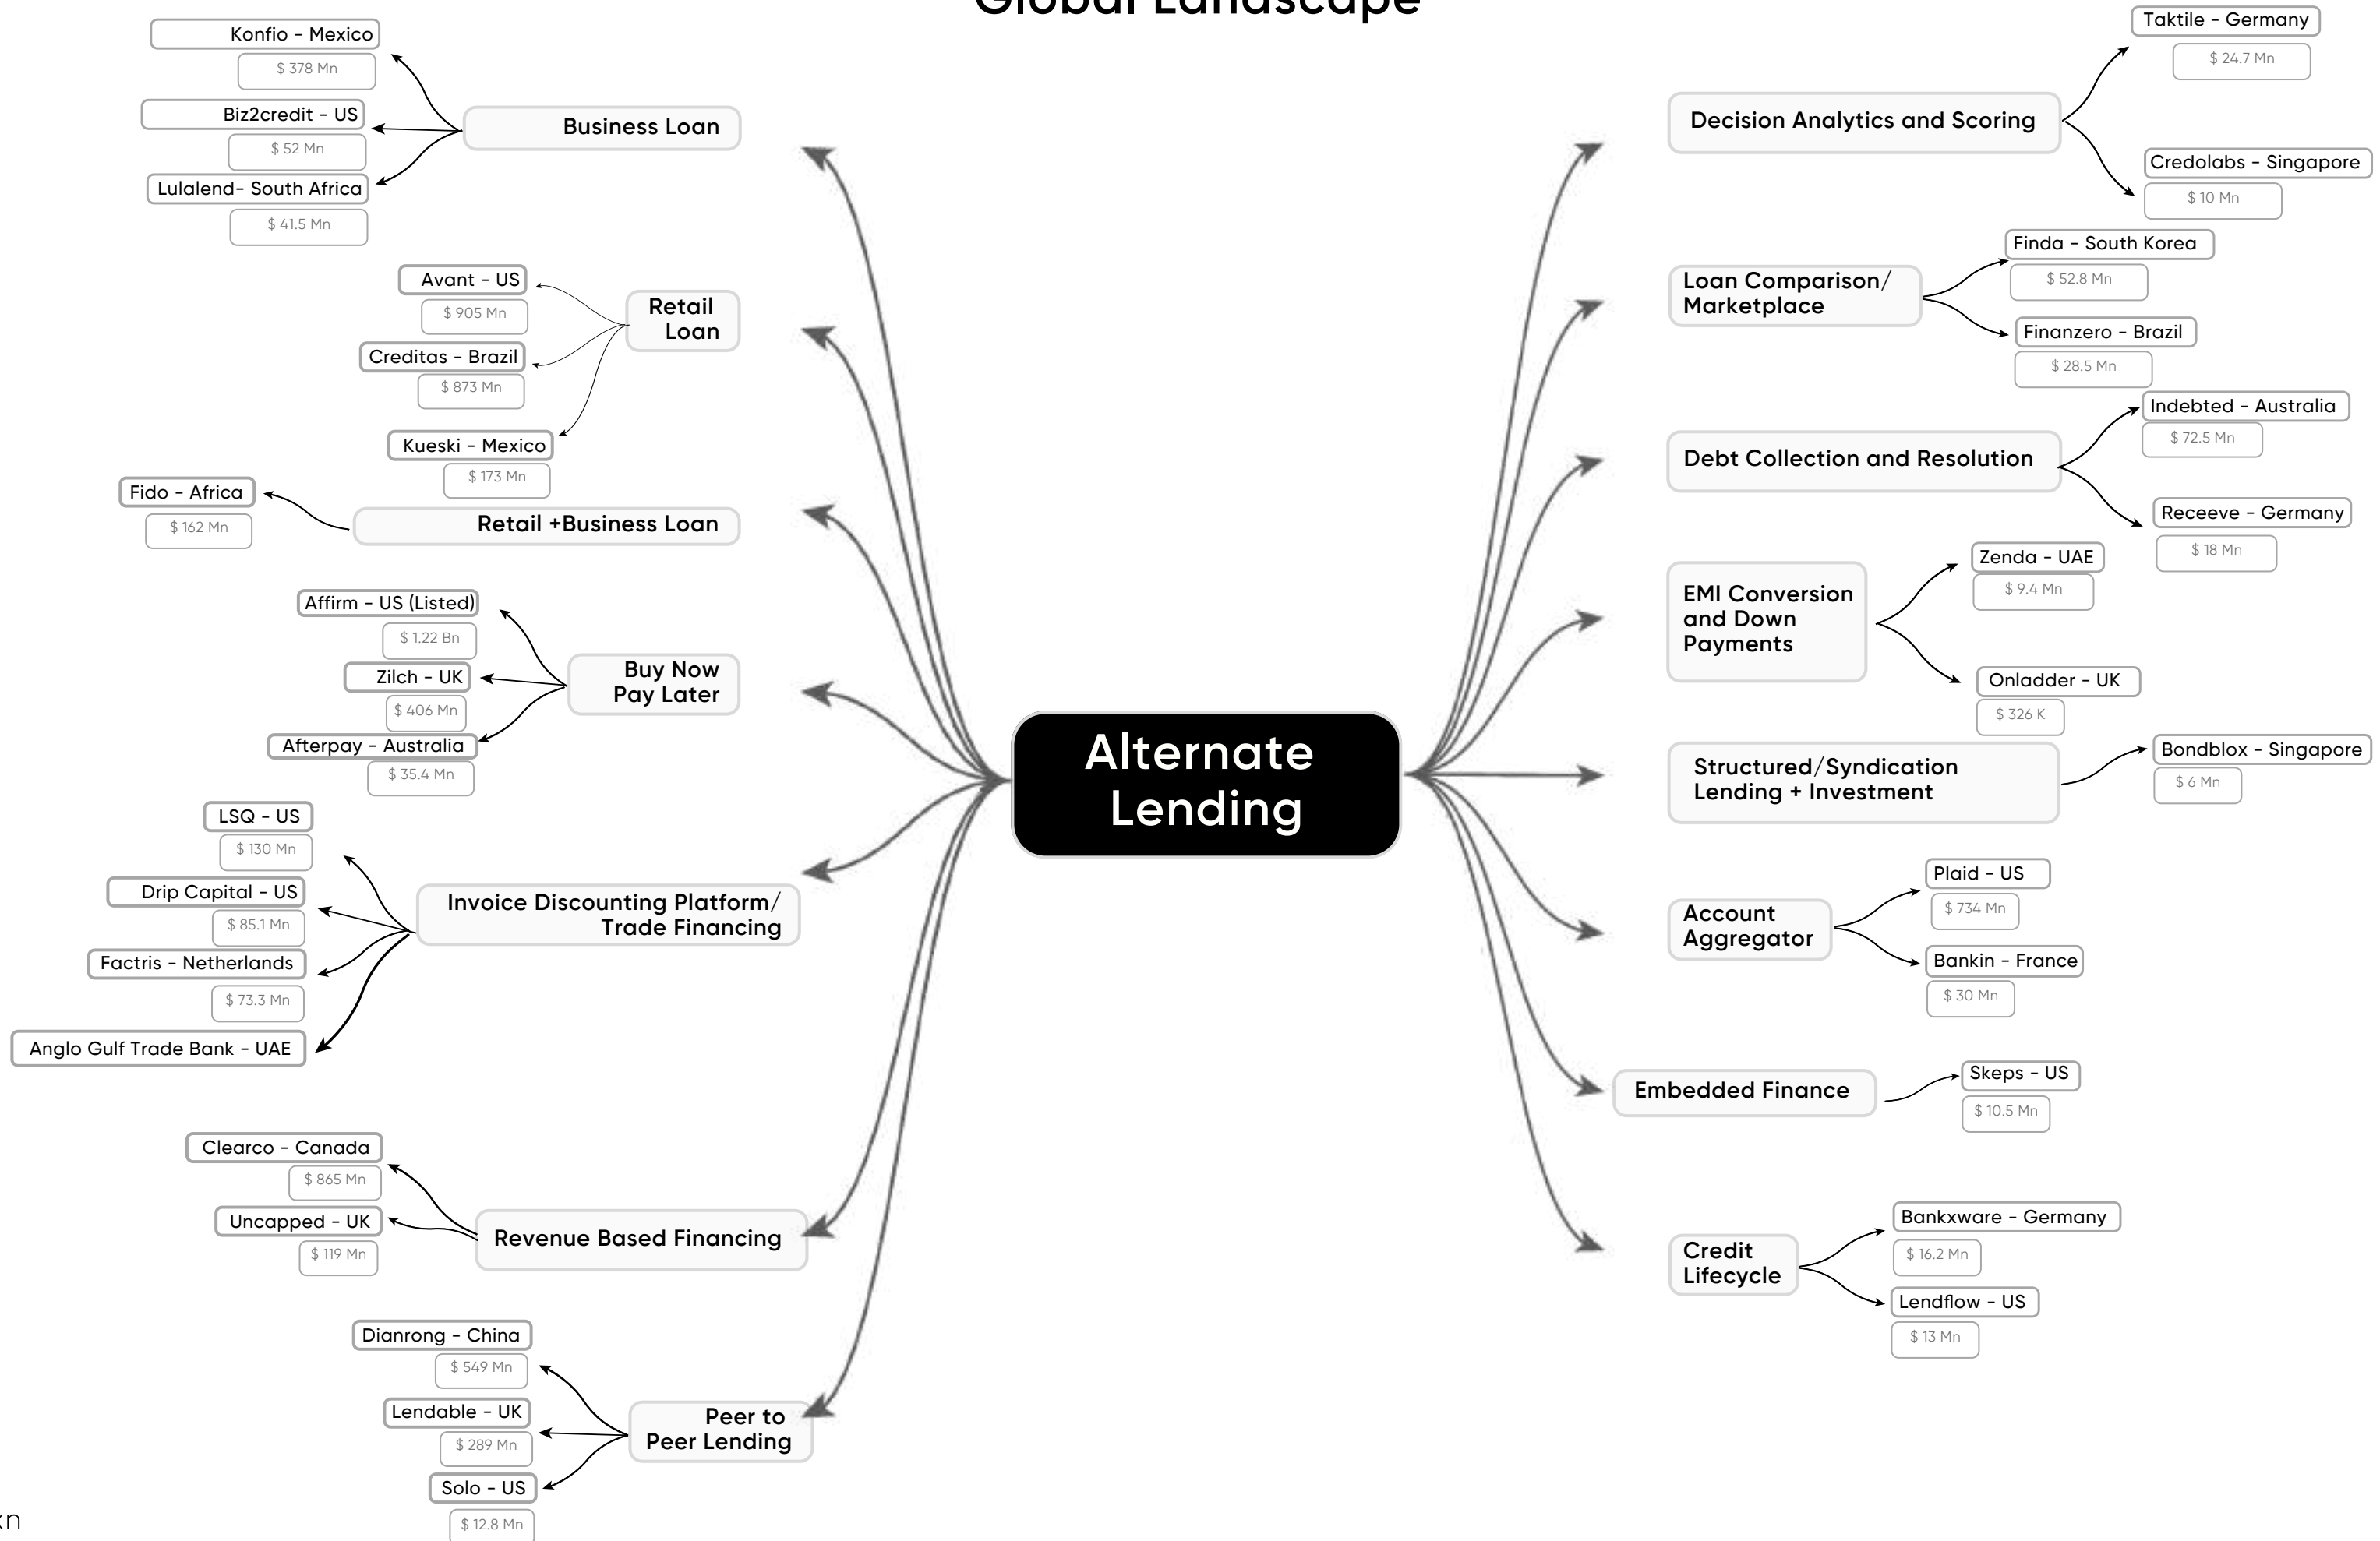 Global Landscape
Konfio - Mexico
$ 378 Mn
Biz2credit - US
$ 52 Mn
Lulalend- South Africa
$ 41.5 Mn
Business Loan
Avant - US
$ 905 Mn
Creditas - Brazil
$ 873 Mn
Kueski - Mexico
$ 173 Mn
Retail
Loan
Fido - Africa
$ 162 Mn
Retail +Business Loan
Affirm - US (Listed)
$ 1.22 Bn
Zilch - UK
$ 406 Mn
Afterpay - Australia
$ 35.4 Mn
Buy Now
Pay Later
LSQ - US
$ 130 Mn
Drip Capital - US
$ 85.1 Mn
Factris - Netherlands
$ 73.3 Mn
Anglo Gulf Trade Bank - UAE
Invoice Discounting Platform/
Trade Financing
Clearco - Canada
$ 865 Mn
Uncapped - UK
$ 119 Mn
Revenue Based Financing
Dianrong - China
$ 549 Mn
Lendable - UK
$ 289 Mn
Solo - US
$ 12.8 Mn
Peer to
Peer Lending
Alternate
Lending
Decision Analytics and Scoring
Taktile - Germany
$ 24.7 Mn
Credolabs - Singapore
$ 10 Mn
Loan Comparison/
Marketplace
Finda - South Korea
$ 52.8 Mn
Finanzero - Brazil
$ 28.5 Mn
Debt Collection and Resolution
Indebted - Australia
$ 72.5 Mn
Receeve - Germany
$ 18 Mn
EMI Conversion
and Down
Payments
Zenda - UAE
$ 9.4 Mn
Onladder - UK
$ 326 K
Structured/Syndication
Lending + Investment
Bondblox - Singapore
$ 6 Mn
Account
Aggregator
Plaid - US
$ 734 Mn
Bankin - France
$ 30 Mn
Embedded Finance
Skeps - US
$ 10.5 Mn
Credit
Lifecycle
Bankxware - Germany
$ 16.2 Mn
Lendflow - US
$ 13 Mn